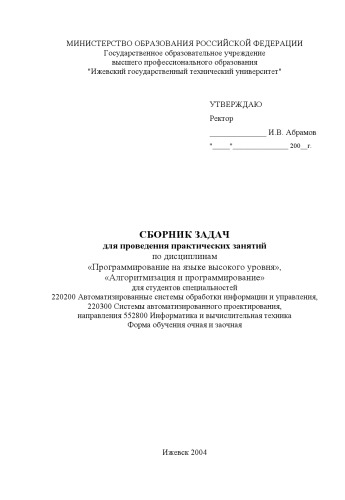 МИНИСТЕРСТВО ОБРАЗОВАНИЯ РОССИЙСКОЙ ФЕДЕРАЦИИ
Государственное образовательное учреждение
высшего профессионального образования
"Ижевский государственный технический университет"
УТВЕРЖДАЮ
Ректор
_______________ И.В. Абрамов
"_____"________________ 200__г.
СБОРНИК ЗАДАЧ
для проведения практических занятий
по дисциплинам
«Программирование на языке высокого уровня»,
«Алгоритмизация и программирование»
для студентов специальностей
220200 Автоматизированные системы обработки информации и управления,
220300 Системы автоматизированного проектирования,
направления 552800 Информатика и вычислительная техника
Форма обучения очная и заочная
Ижевск 2004